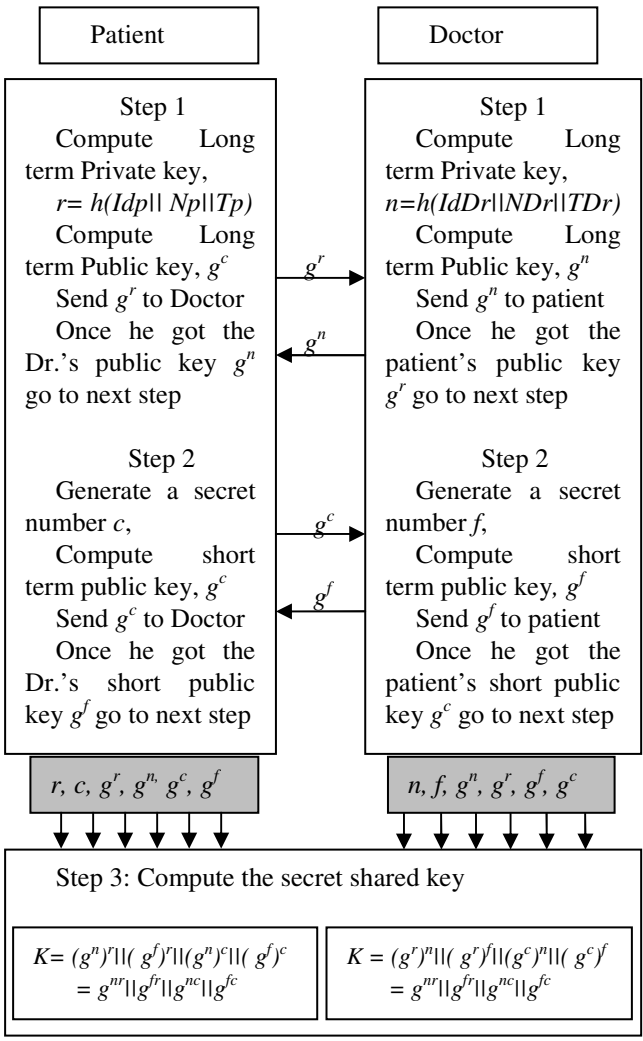 Patient
Doctor
Step 1
Compute Long
term Private key,
r= h(Idp|| Np||Tp)
Compute Long
term Public key, g^c
Send g^r to Doctor
Once he got the
Dr.'s public key g^n
go to next step
Step 2
Generate a secret
number c,
Compute short
term public key, g^c
Send g^c to Doctor
Once he got the
Dr.'s short public
key g^f go to next step
g^r
g^n
g^c
g^f
Step 1
Compute Long
term Private key,
n=h(IdDr||NDr||TDr)
Compute Long
term Public key, g^n
Send g^n to patient
Once he got the
patient's public key
g^r go to next step
Step 2
Generate a secret
number f,
Compute short
term public key, g^f
Send g^f to patient
Once he got the
patient's short public
key g^c go to next step
r, c, g^r, g^n, g^c, g^f
n, f, g^n, g^r, g^f, g^c
Step 3: Compute the secret shared key
K= (g^n)^r||( g^f)^r||(g^n)^c||( g^f)^c
= g^nr||g^fr||g^nc||g^fc
K = (g^r)^n||( g^r)^f||(g^c)^n||( g^c)^f
= g^nr||g^fr||g^nc||g^fc